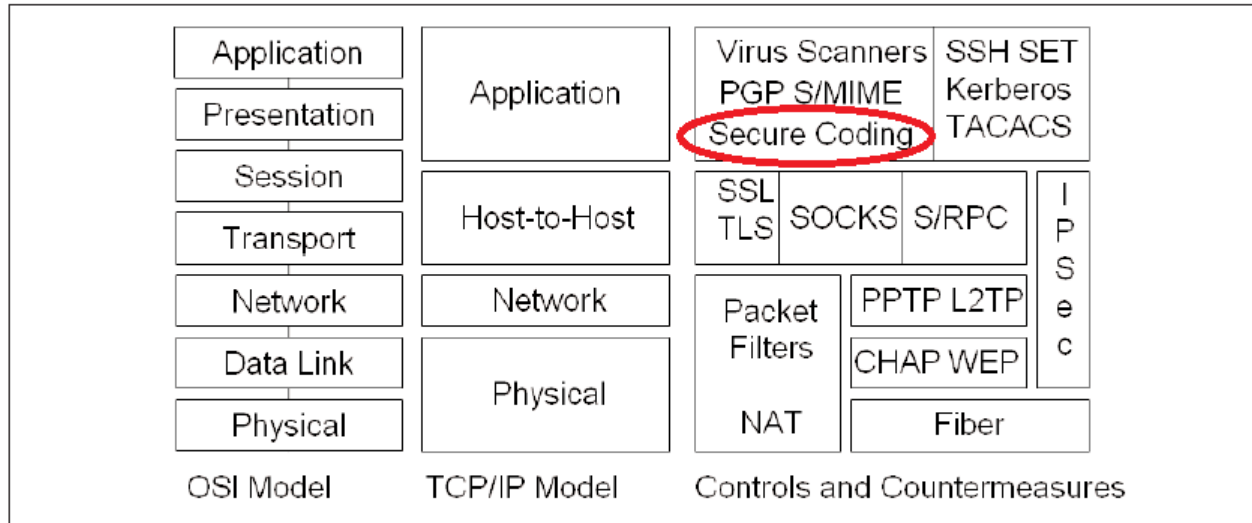 Application
Presentation
Session
Transport
Network
Data Link
Physical
OSI Model
Application
Host-to-Host
Network
Physical
TCP/IP Model
Virus Scanners
PGP S/MIME
Secure Coding
SSH SET
Kerberos
TACACS
SSL
TLS
SOCKS
S/RPC
I
P
S
e
c
Packet
Filters
NAT
PPTP L2TP
CHAP WEP
Fiber
Controls and Countermeasures